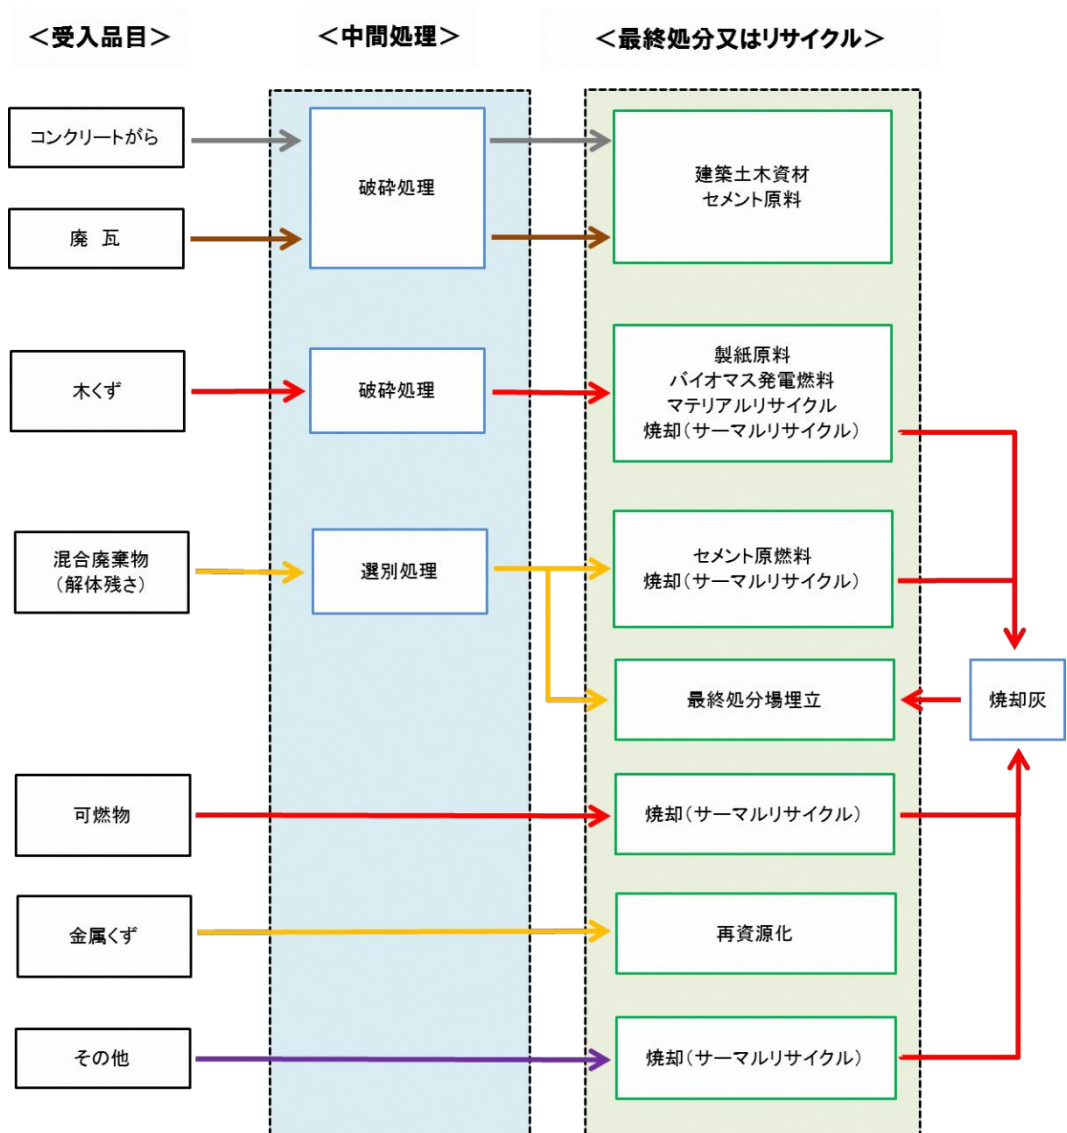 ＜受入品目＞
＜中間処理＞
＜最終処分又はリサイクル＞
コンクリートがら
廃 瓦
破砕処理
建築土木資材
セメント原料
木くず
破砕処理
製紙原料
バイオマス発電燃料
マテリアルリサイクル
焼却(サーマルリサイクル)
混合廃棄物
(解体残さ)
選別処理
セメント原燃料
焼却(サーマルリサイクル)
最終処分場埋立
焼却灰
可燃物
焼却(サーマルリサイクル)
金属くず
再資源化
その他
焼却(サーマルリサイクル)